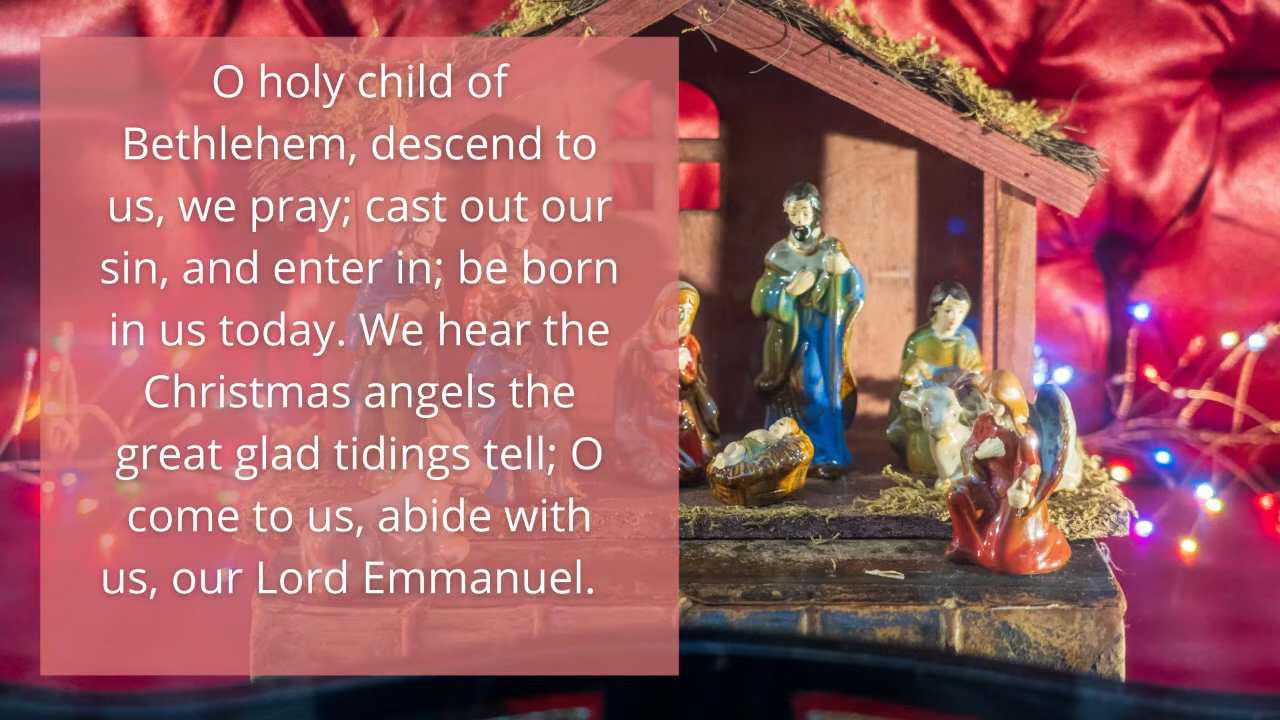 O holy child of
Bethlehem, descend to
us, we pray; cast out our
sin, and enter in; be born
in us today. We hear the
Christmas angels the
great glad tidings tell; O
come to us, abide with
us, our Lord Emmanuel.